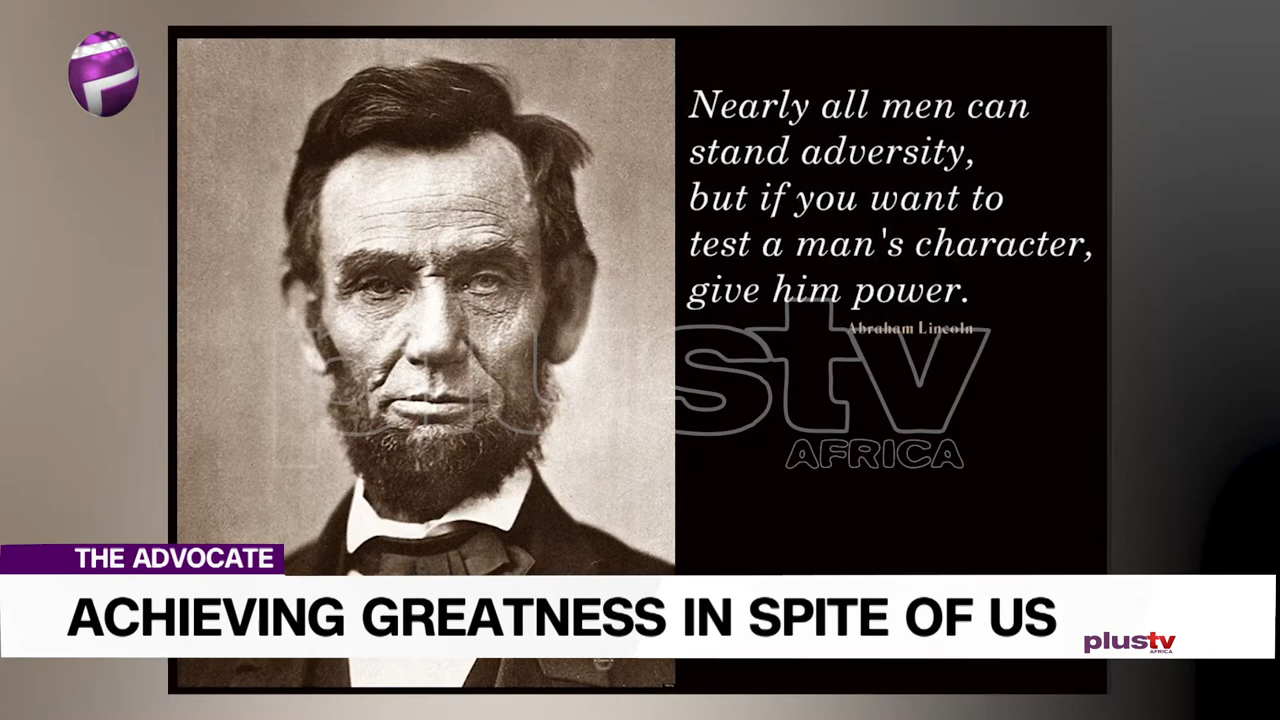 Nearly all men can
stand adversity,
but if you want to
test a man's character,
give him power.
Abraham Lincoln
plustv
AFRICA
THE ADVOCATE
ACHIEVING GREATNESS IN SPITE OF US
plustv
AFRICA